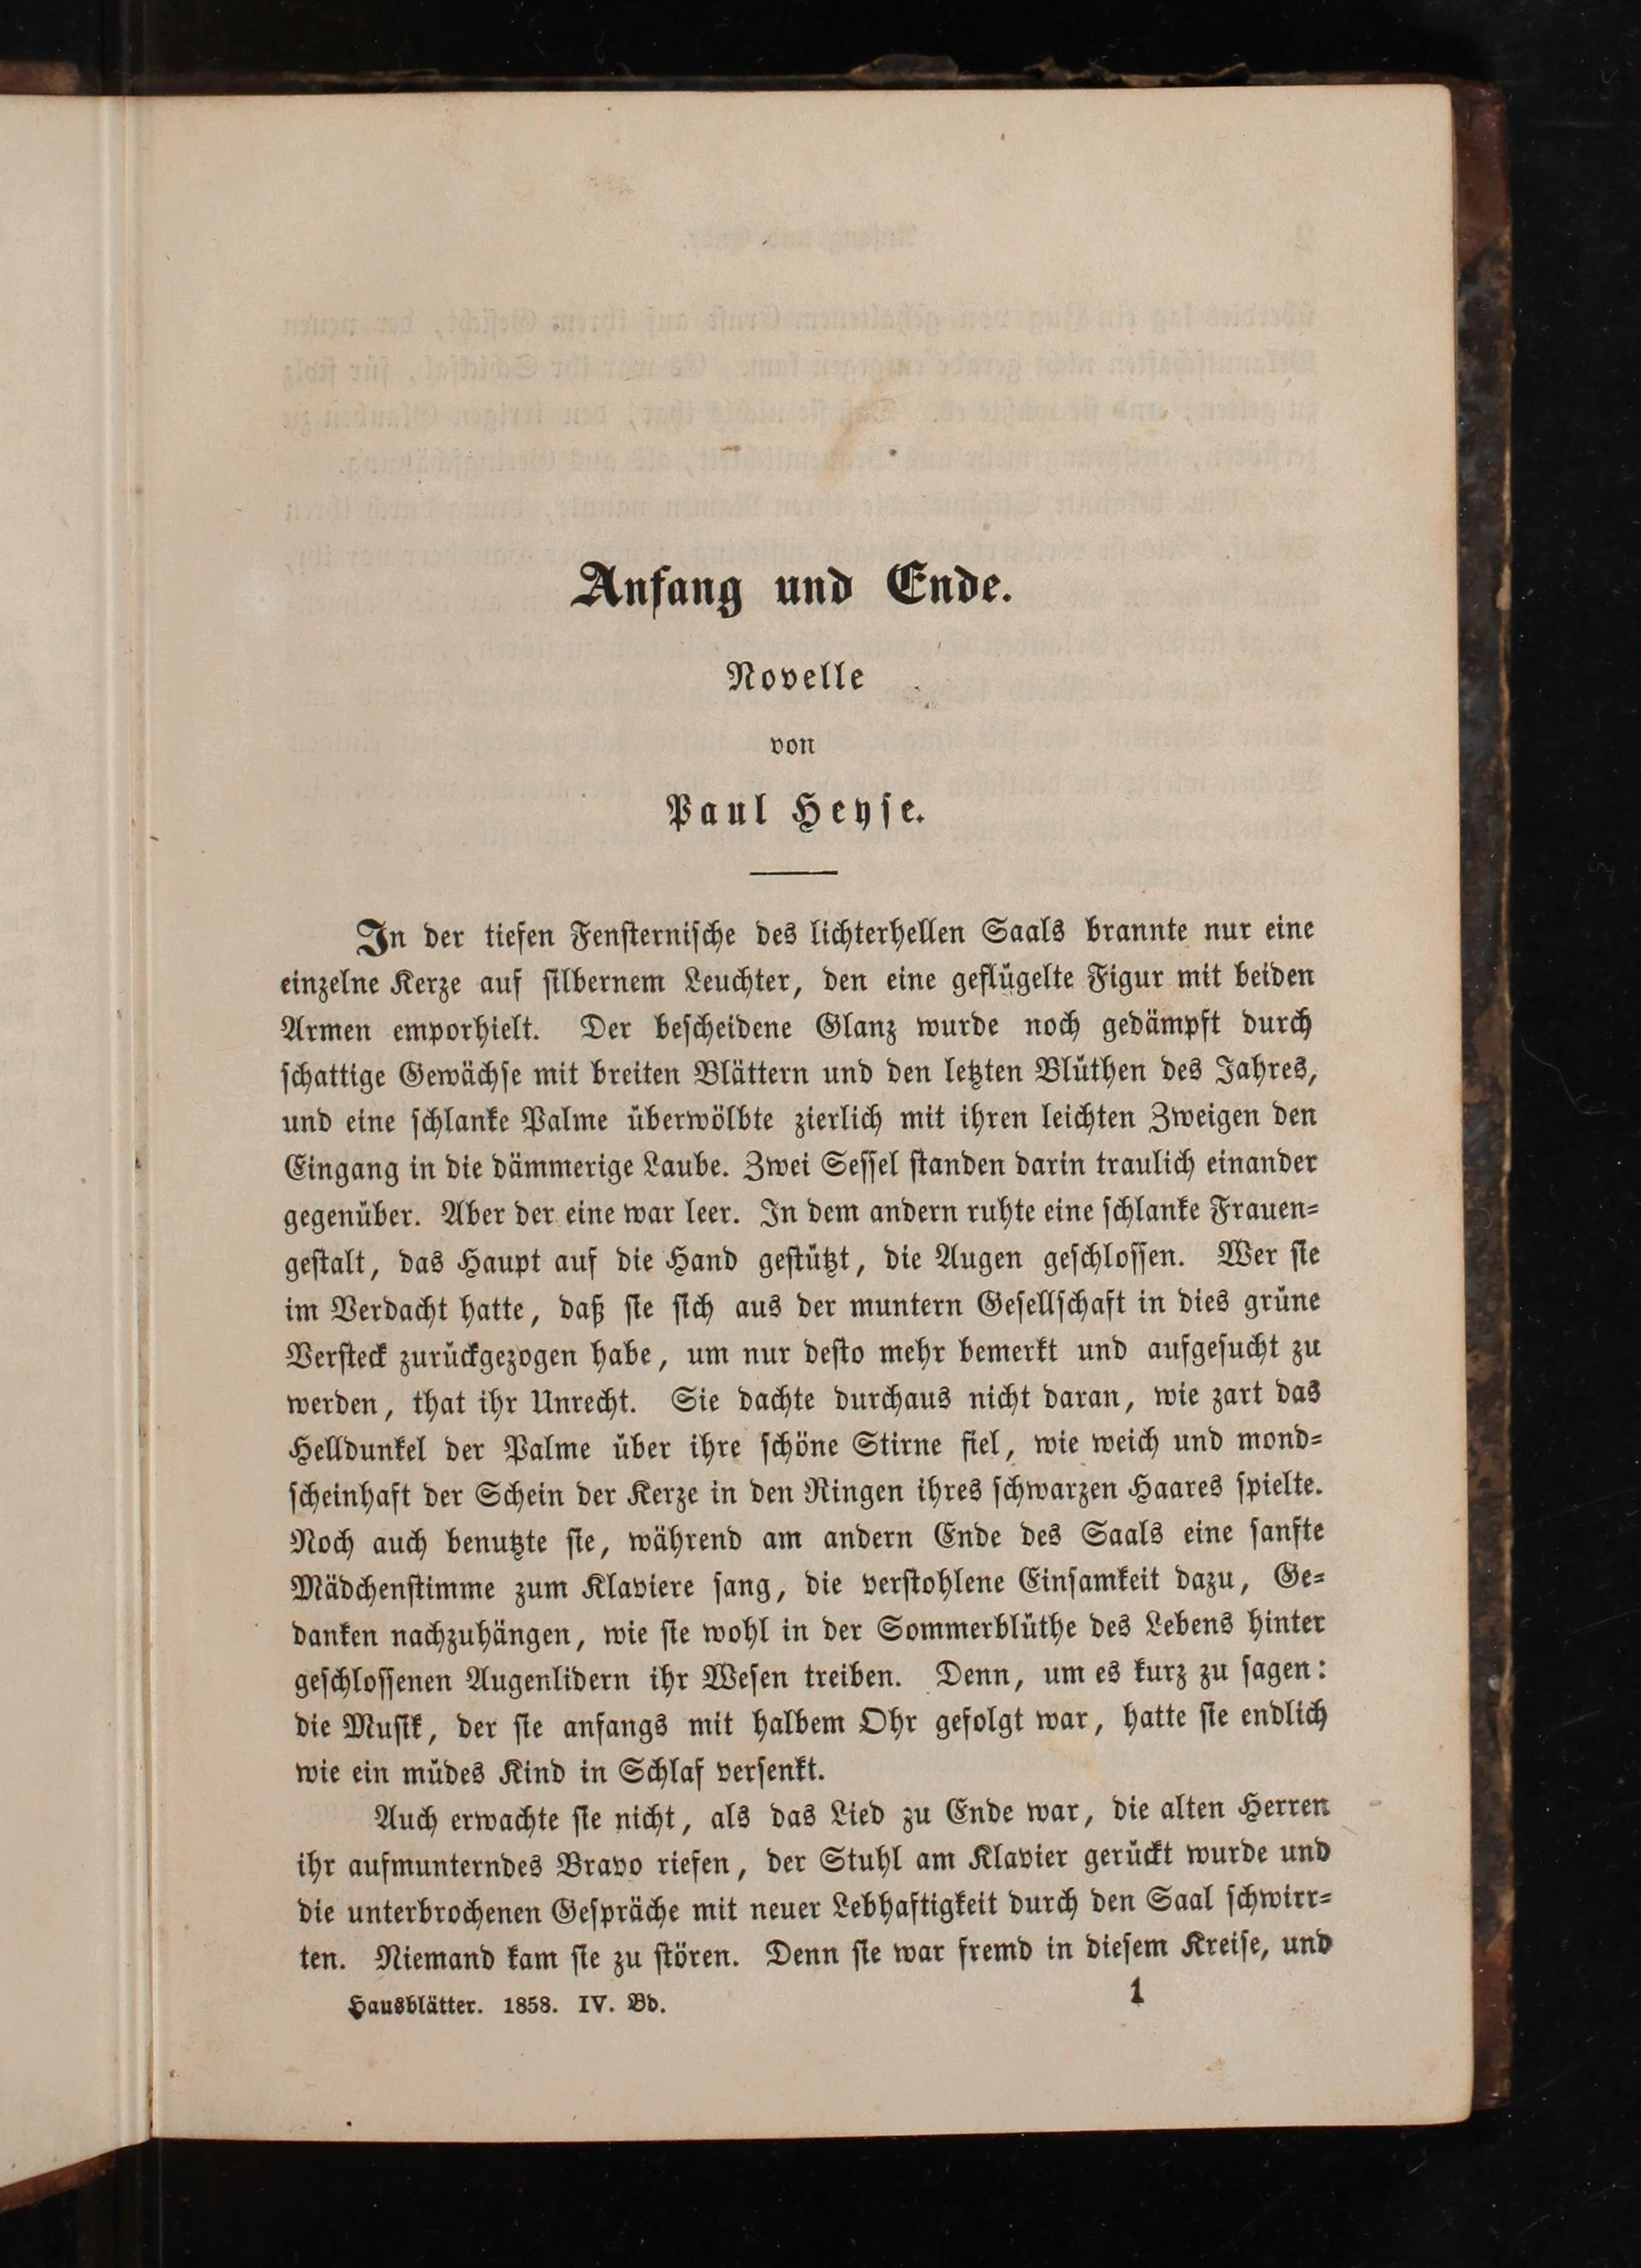 Anfang und Ende.
Novelle
von
Paul Heyse.
In der tiefen Fensternische des lichterhellen Saals brannte nur eine
einzelne Kerze auf silbernem Leuchter, den eine geflügelte Figur mit beiden
Armen emporhielt. Der bescheidene Glanz wurde noch gedämpft durch
schattige Gewächse mit breiten Blättern und den letzten Blüthen des Jahres,
und eine schlanke Palme überwölbte zierlich mit ihren leichten Zweigen den
Eingang in die dämmerige Laube. Zwei Sessel standen darin traulich einander
gegenüber. Aber der eine war leer. In dem andern ruhte eine schlanke Frauen-
gestalt, das Haupt auf die Hand gestützt, die Augen geschlossen. Wer sie
im Verdacht hatte, daß sie sich aus der muntern Gesellschaft in dies grüne
Versteck zurückgezogen habe, um nur desto mehr bemerkt und aufgesucht zu
werden, that ihr Unrecht. Sie dachte durchaus nicht daran, wie zart das
Helldunkel der Palme über ihre schöne Stirne fiel, wie weich und mond-
scheinhaft der Schein der Kerze in den Ringen ihres schwarzen Haares spielte.
Noch auch benutzte sie, während am andern Ende des Saals eine sanfte
Mädchenstimme zum Klaviere sang, die verstohlene Einsamkeit dazu, Ge-
danken nachzuhängen, wie sie wohl in der Sommerblüthe des Lebens hinter
geschlossenen Augenlidern ihr Wesen treiben. Denn, um es kurz zu sagen:
die Musik, der sie anfangs mit halbem Ohr gefolgt war, hatte sie endlich
wie ein müdes Kind in Schlaf versenkt.
Auch erwachte sie nicht, als das Lied zu Ende war, die alten Herren
ihr aufmunterndes Bravo riefen, der Stuhl am Klavier gerückt wurde und
die unterbrochenen Gespräche mit neuer Lebhaftigkeit durch den Saal schwirr-
ten. Niemand kam sie zu stören. Denn sie war fremd in diesem Kreise, und
Hausblätter. 1858. IV. Bd. 1